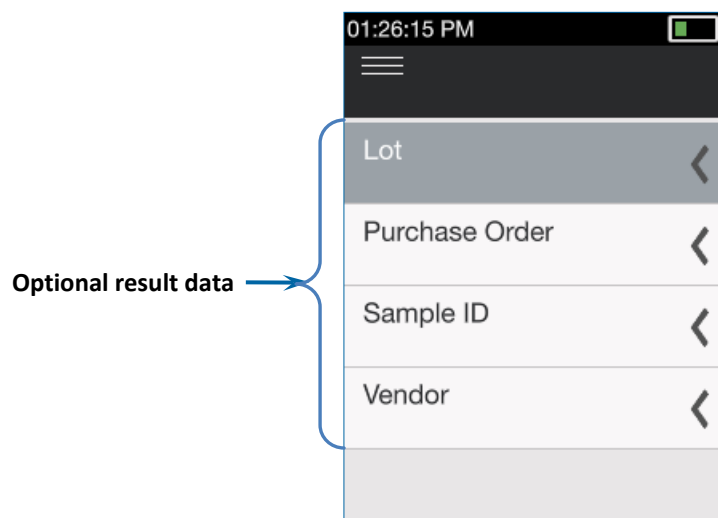 01:26:15 PM
Lot
Purchase Order
Optional result data
Sample ID
Vendor